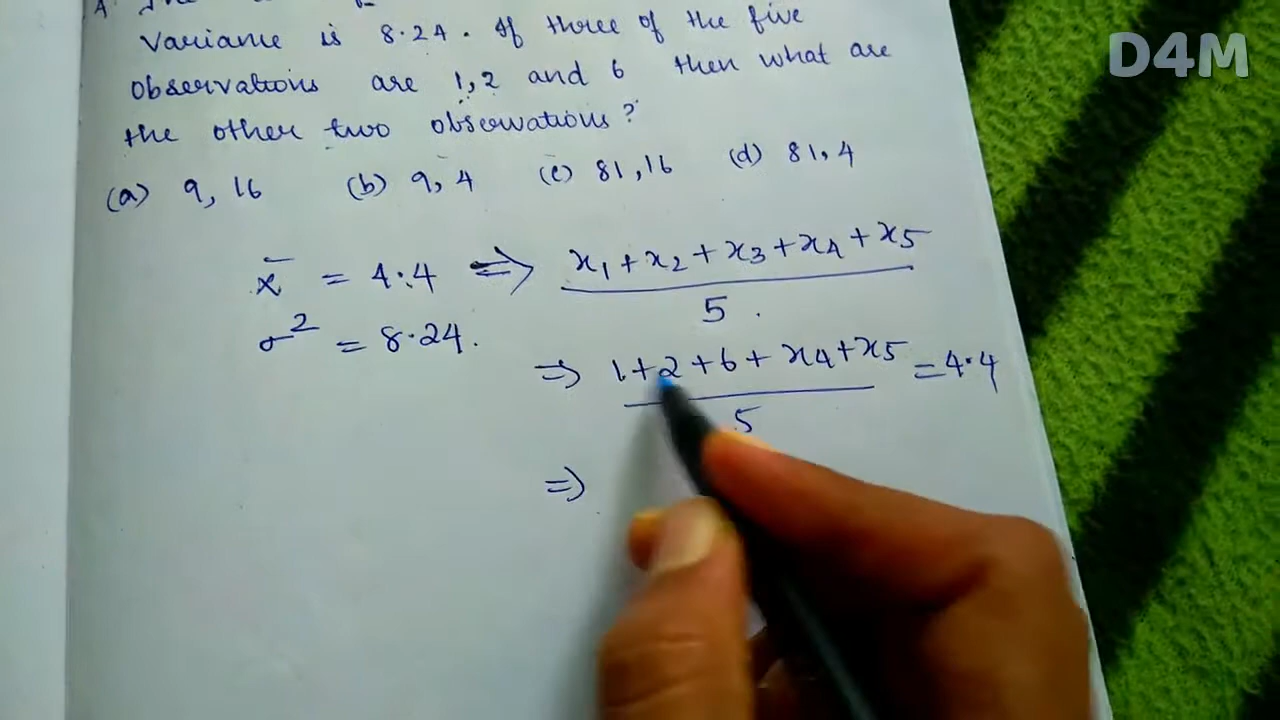 D4M
Variance is 8.24. If three of the five
observations are 1,2 and 6 then what are
the other two observations?
(a) 9, 16 (b) 9, 4 (c) 81,16 (d) 81,4
x̄ = 4.4 => x1+x2+x3+x4+x5
5
σ² = 8.24.
=> 1+2+6+x4+x5 = 4.4
5
=>